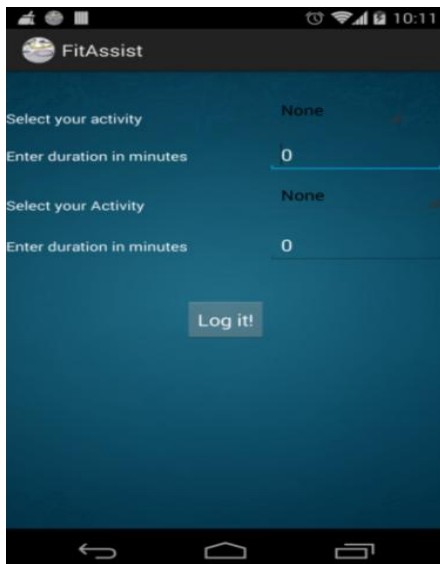 10:11
FitAssist
Select your activity None
Enter duration in minutes 0
Select your Activity None
Enter duration in minutes 0
Log it!